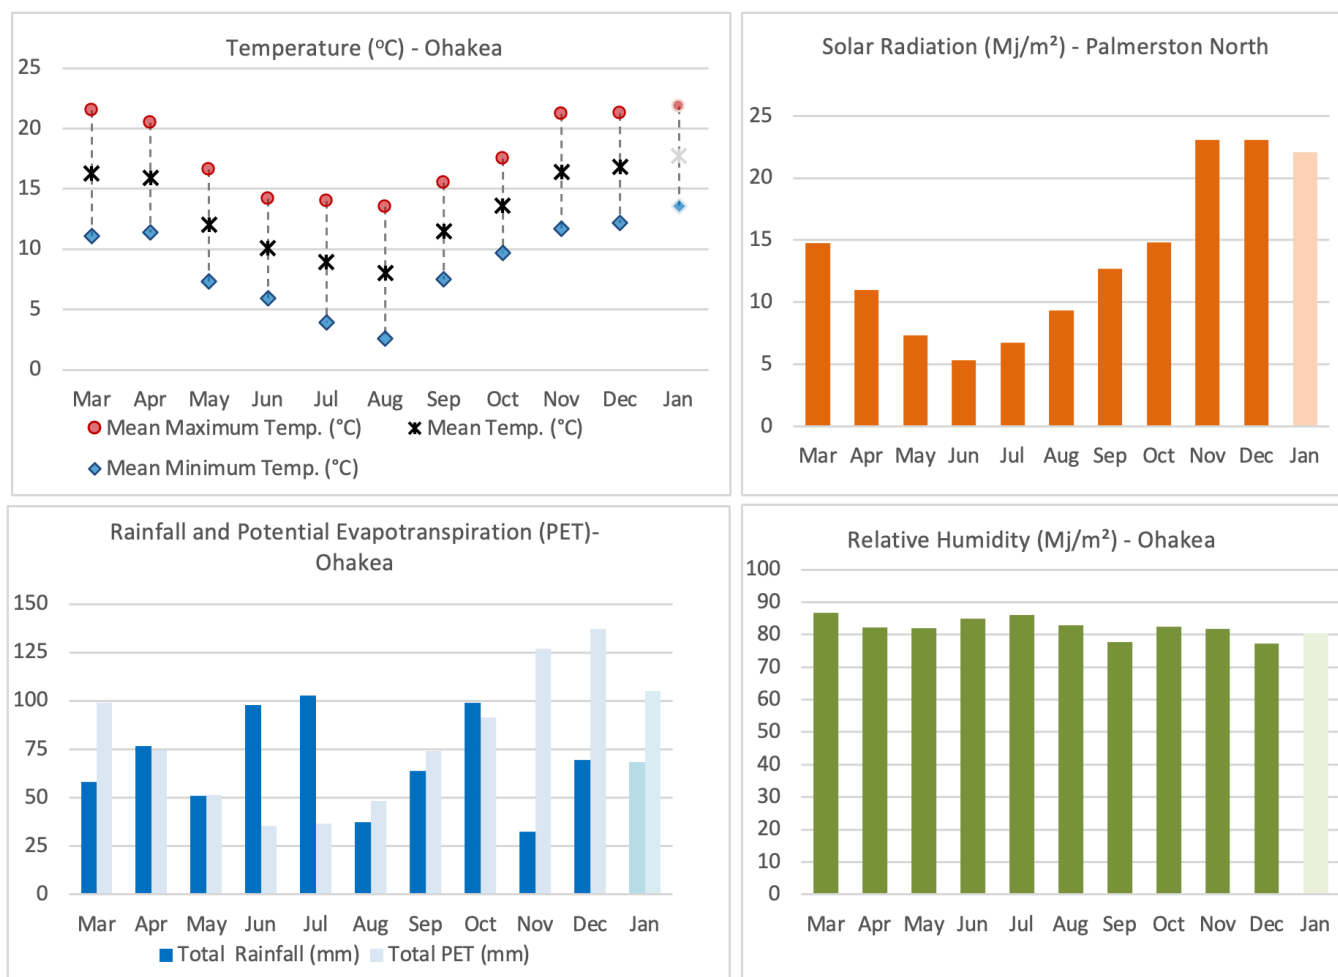 Temperature (ºC) - Ohakea
25
20
15
10
5
0
Mar Apr May Jun Jul Aug Sep Oct Nov Dec Jan
Mean Maximum Temp. (°C) Mean Temp. (°C)
Mean Minimum Temp. (°C)
Solar Radiation (Mj/m²) - Palmerston North
25
20
15
10
5
0
Mar Apr May Jun Jul Aug Sep Oct Nov Dec Jan
Rainfall and Potential Evapotranspiration (PET)-
Ohakea
150
125
100
75
50
25
0
Mar Apr May Jun Jul Aug Sep Oct Nov Dec Jan
Total Rainfall (mm) Total PET (mm)
Relative Humidity (Mj/m²) - Ohakea
100
90
80
70
60
50
40
30
20
10
0
Mar Apr May Jun Jul Aug Sep Oct Nov Dec Jan